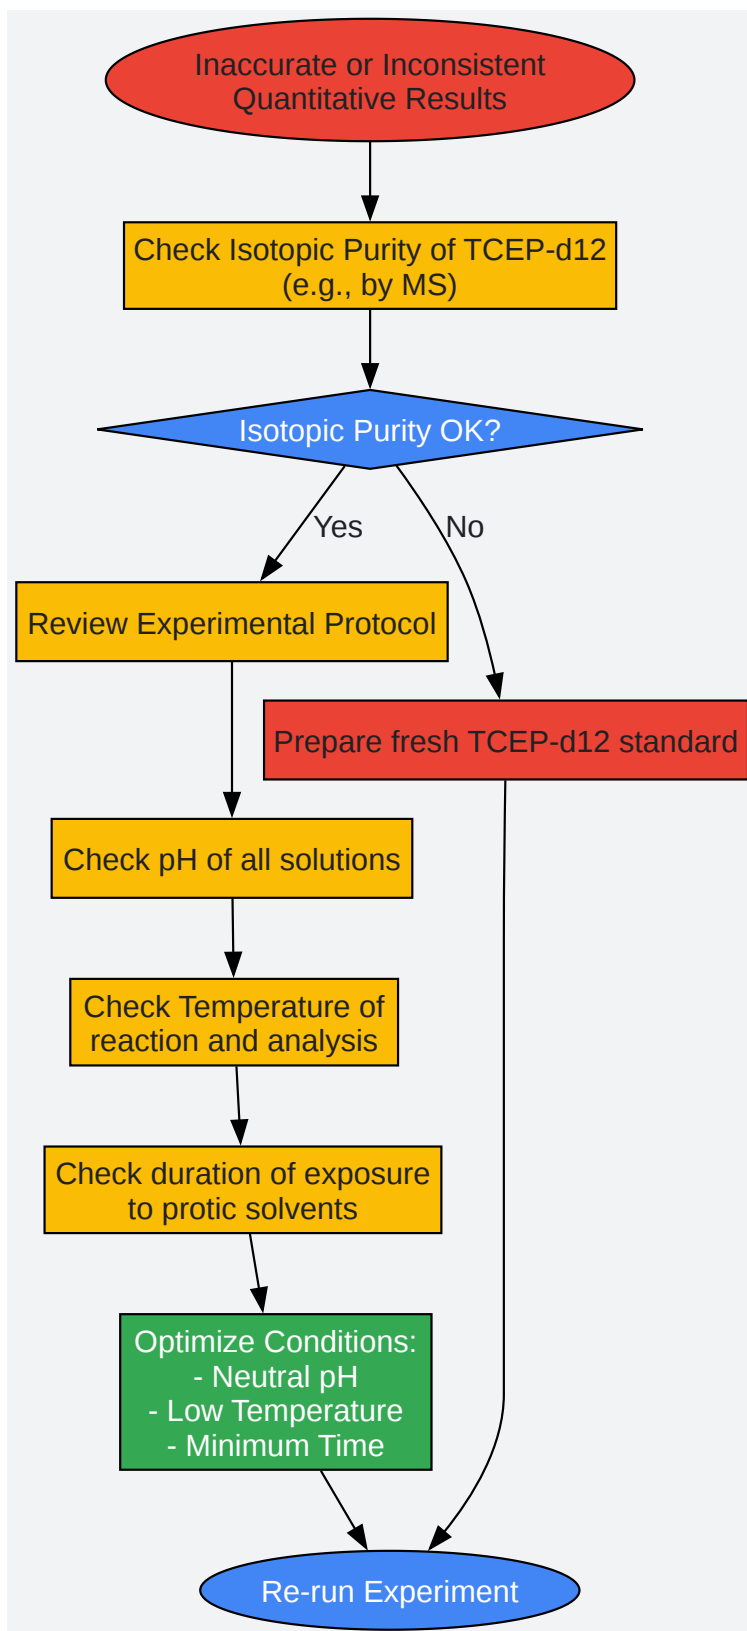 Inaccurate or Inconsistent
Quantitative Results
Check Isotopic Purity of TCEP-d12
(e.g., by MS)
Isotopic Purity OK?
Yes
No
Review Experimental Protocol
Prepare fresh TCEP-d12 standard
Check pH of all solutions
Check Temperature of
reaction and analysis
Check duration of exposure
to protic solvents
Optimize Conditions:
- Neutral pH
- Low Temperature
- Minimum Time
Re-run Experiment